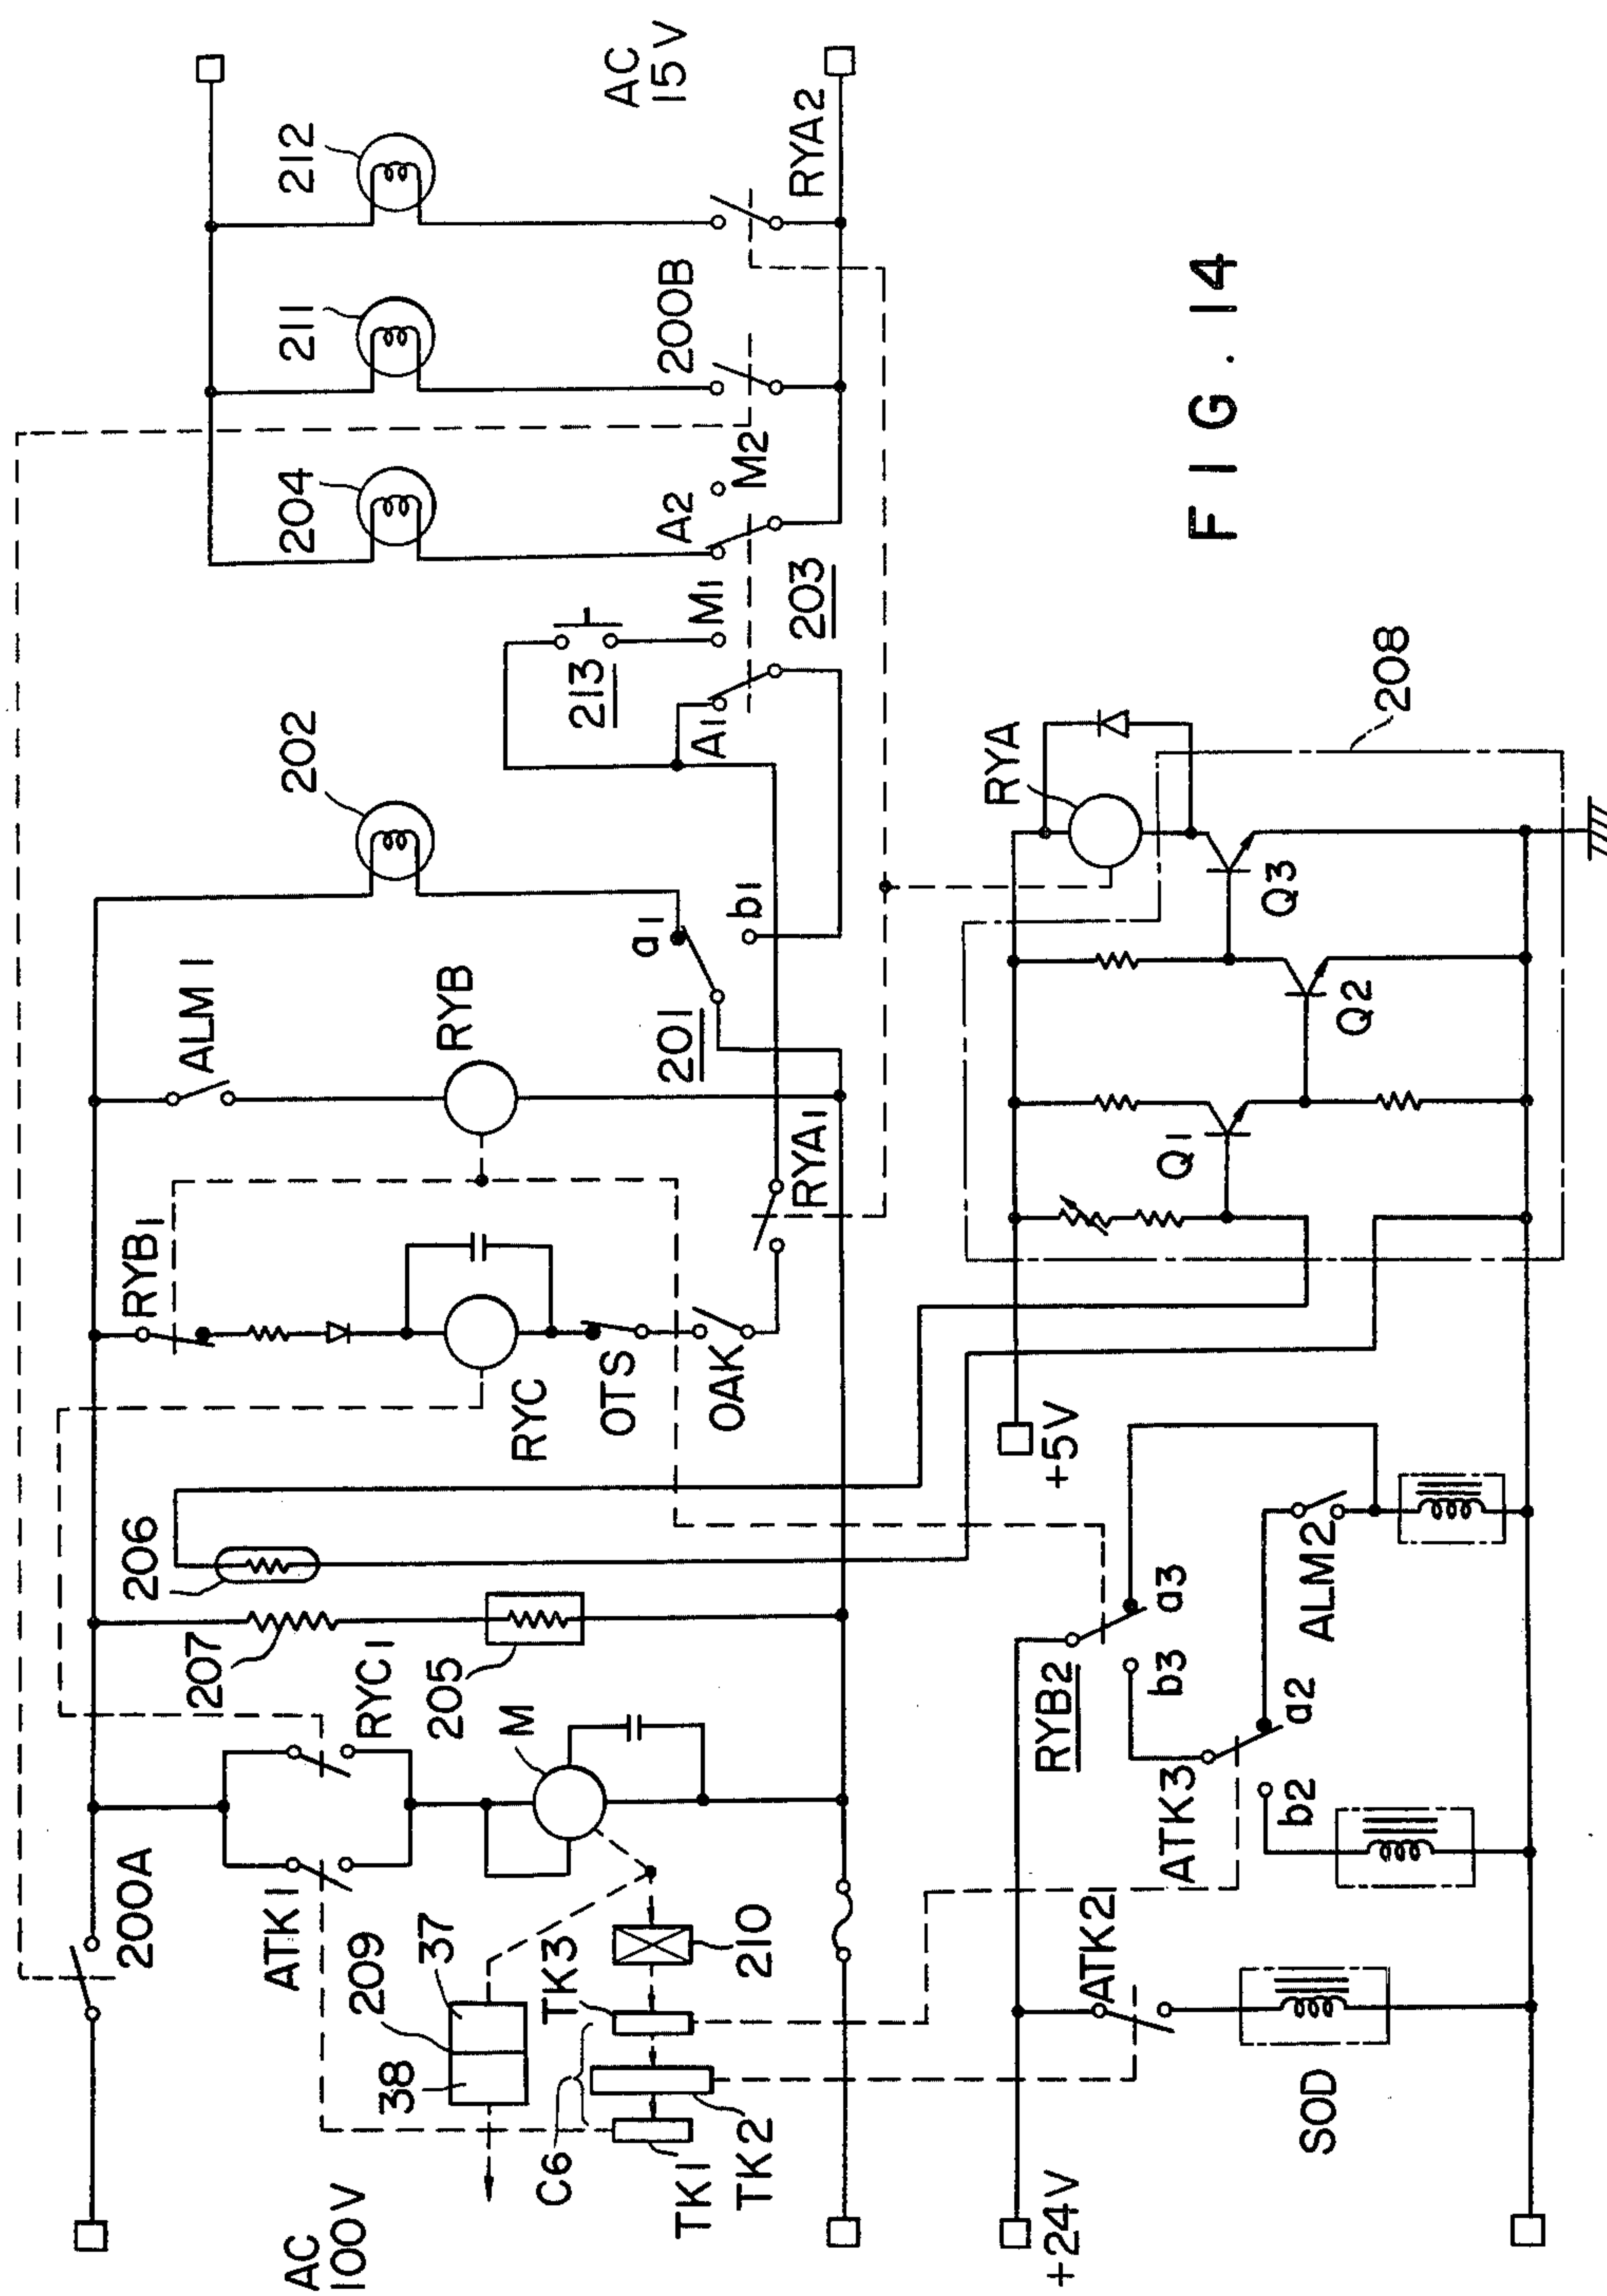 AC
100V
200A
ATK1
RYC1
207
206
205
M
209
37
38
C6
TK3
210
TK1
TK2
RYB1
RYC
OTS
OAK
ALM1
RYB
RYA1
202
a1
b1
201
213
A1
M1
203
204
A2
M2
211
200B
212
AC
15V
RYA2
+24V
SOD
ATK2
ATK3
b2
a2
RYB2
b3
a3
ALM2
+5V
Q1
Q2
Q3
RYA
208
FIG. 14